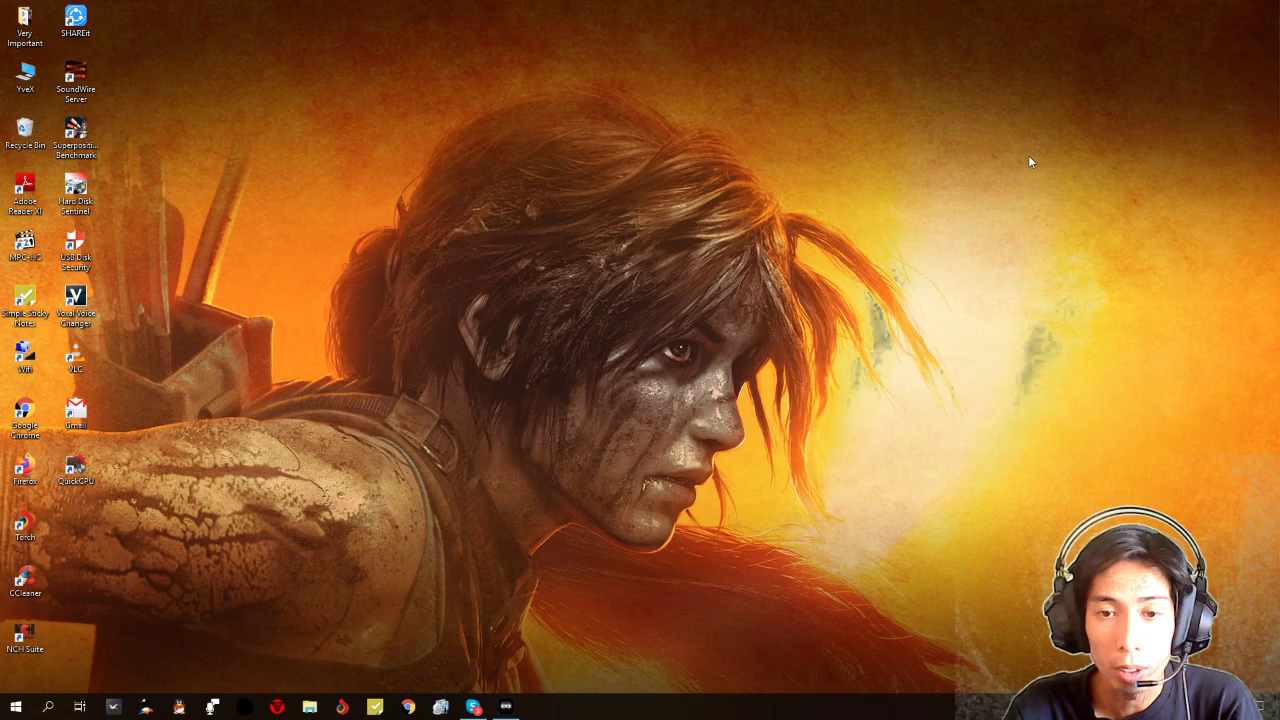 Very
Important
SHAREit
YveX
SoundWire
Server
Recycle Bin
Superpositi...
Benchmark
Adobe
Reader XI
Hard Disk
Sentinel
MPC-HC
USB Disk
Security
Simple Sticky
Notes
Voxal Voice
Changer
Wifi
VLC
Google
Chrome
Gmail
Firefox
QuickCPU
Torch
CCleaner
NCH Suite